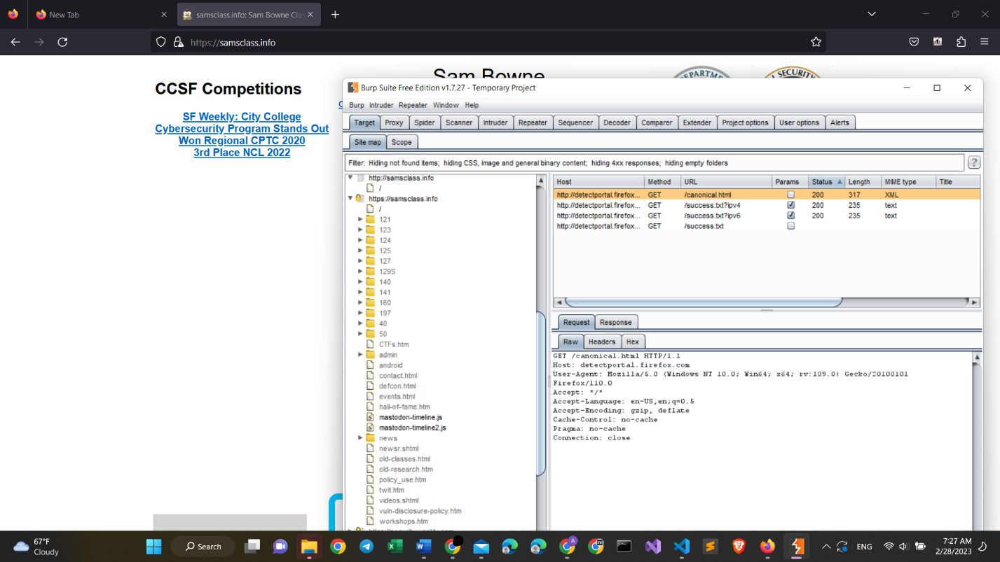 New Tab
samsclass.info: Sam Bowne Clas
https://samsclass.info
Sam Bowne
CCSF Competitions
SF Weekly: City College
Cybersecurity Program Stands Out
Won Regional CPTC 2020
3rd Place NCL 2022
DEPARTM
SECURITY
Burp Suite Free Edition v1.7.27 - Temporary Project
Burp Intruder Repeater Window Help
Target Proxy Spider Scanner Intruder Repeater Sequencer Decoder Comparer Extender Project options User options Alerts
Site map Scope
Filter: Hiding not found items; hiding CSS, image and general binary content; hiding 4xx responses; hiding empty folders
?
http://samsclass.info
/
https://samsclass.info
/
121
123
124
125
127
129S
140
141
160
197
40
50
CTFs.htm
admin
android
contact.html
defcon.html
events.html
hall-of-fame.htm
mastodon-timeline.js
mastodon-timeline2.js
news
newsr.shtml
old-classes.html
old-research.htm
policy_use.htm
twit.htm
videos.shtml
vuln-disclosure-policy.htm
workshops.htm
Host Method URL Params Status Length MIME type Title
http://detectportal.firefox... GET /canonical.html 200 317 XML
http://detectportal.firefox... GET /success.txt?ipv4 200 235 text
http://detectportal.firefox... GET /success.txt?ipv6 200 235 text
http://detectportal.firefox... GET /success.txt
Request Response
Raw Headers Hex
GET /canonical.html HTTP/1.1
Host: detectportal.firefox.com
User-Agent: Mozilla/5.0 (Windows NT 10.0; Win64; x64; rv:109.0) Gecko/20100101
Firefox/110.0
Accept: */*
Accept-Language: en-US,en;q=0.5
Accept-Encoding: gzip, deflate
Cache-Control: no-cache
Pragma: no-cache
Connection: close
67°F
Cloudy
Search
ENG
7:27 AM
2/28/2023